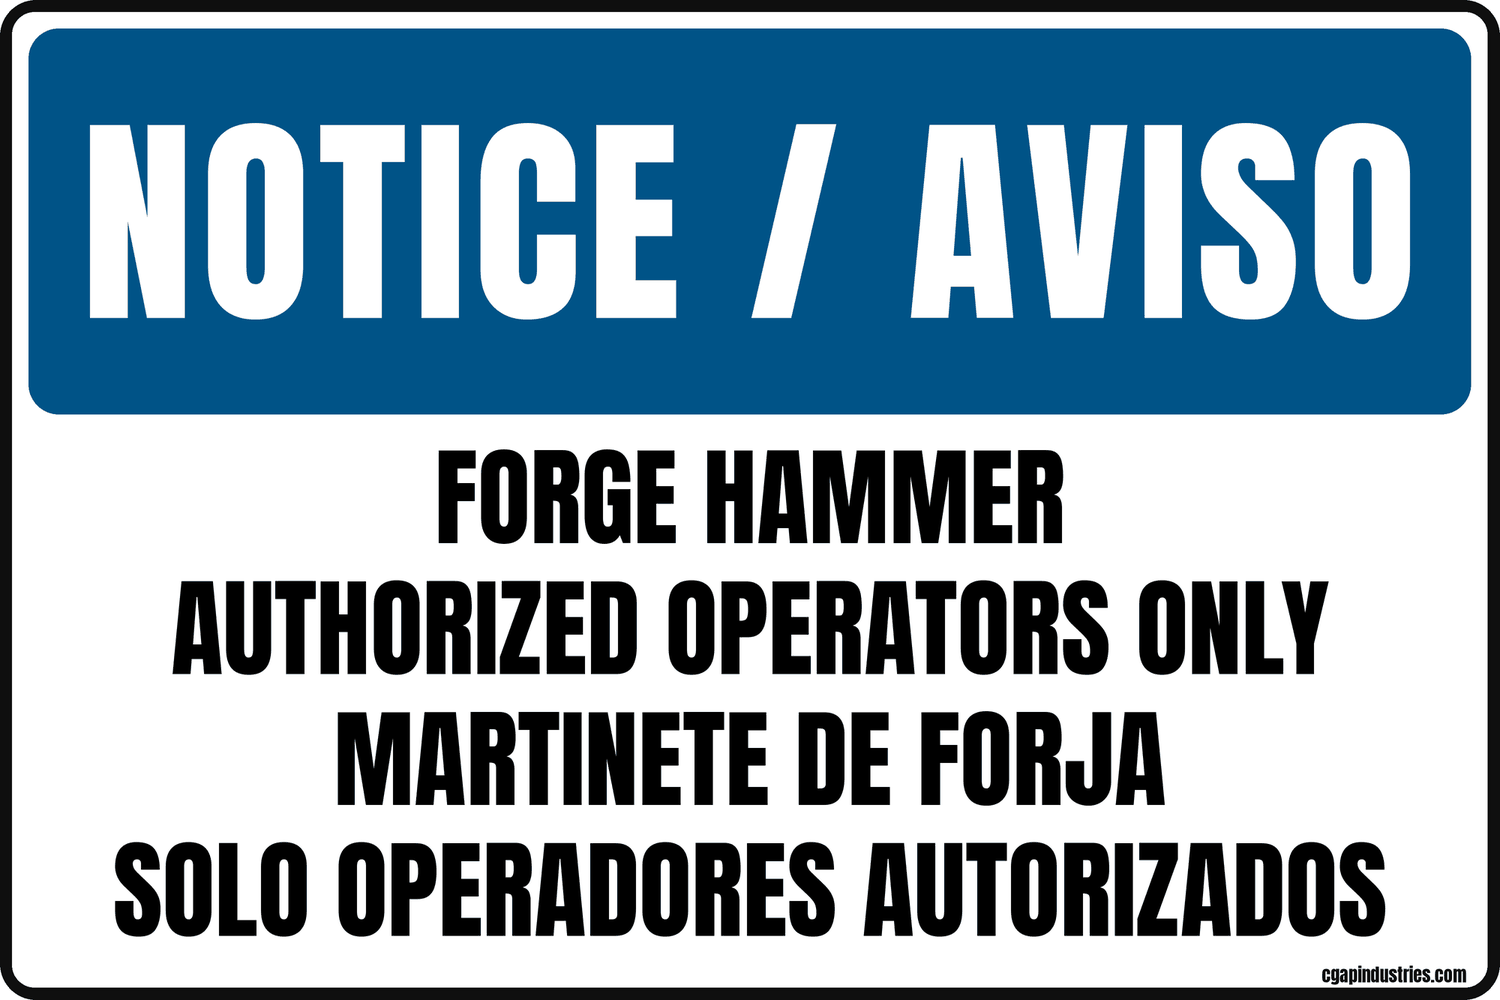 NOTICE / AVISO
FORGE HAMMER
AUTHORIZED OPERATORS ONLY
MARTINETE DE FORJA
SOLO OPERADORES AUTORIZADOS
cgapindustries.com